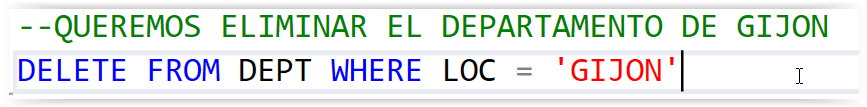 --QUEREMOS ELIMINAR EL DEPARTAMENTO DE GIJON
DELETE FROM DEPT WHERE LOC = 'GIJON'